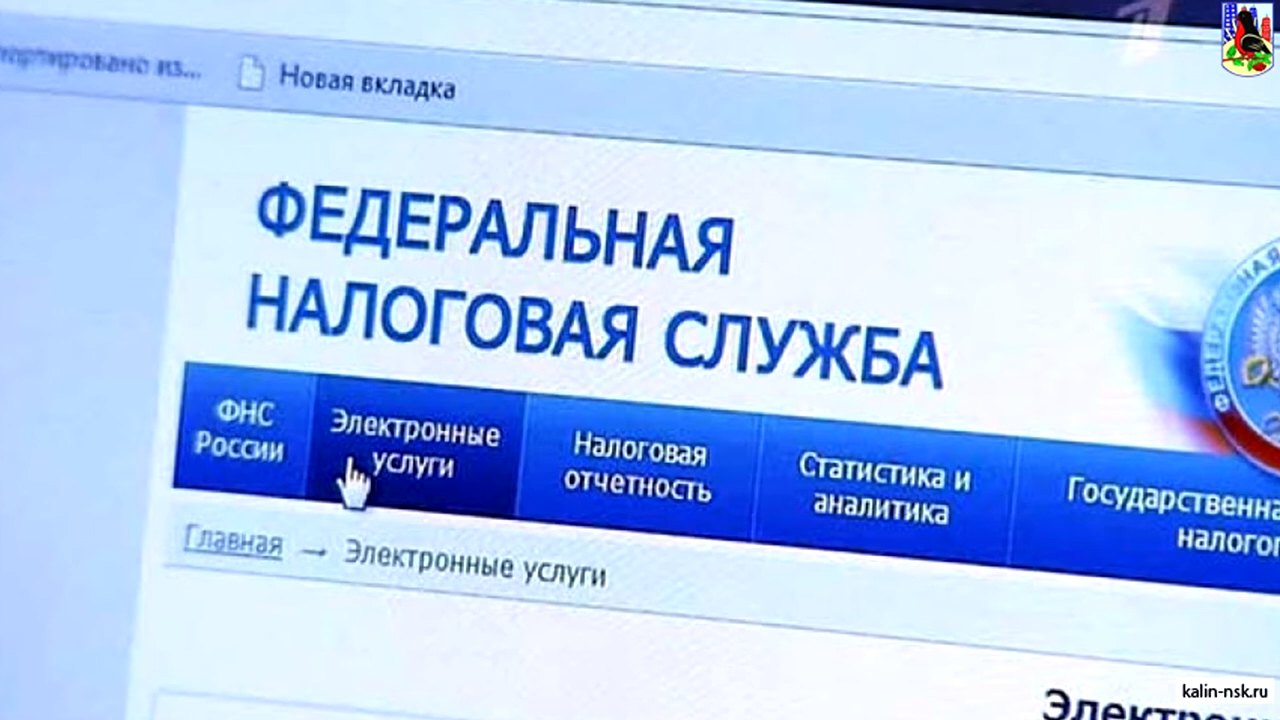 Новая вкладка
ФЕДЕРАЛЬНАЯ
НАЛОГОВАЯ СЛУЖБА
ФНС
России
Электронные
услуги
Налоговая
отчетность
Статистика и
аналитика
Главная → Электронные услуги
kalin-nsk.ru